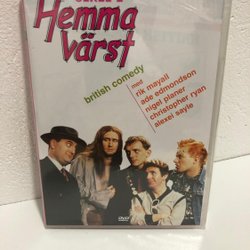 Hemma
värst
british comedy
med
rik mayall
ade edmondson
nigel planer
christopher ryan
alexei sayle
DVD